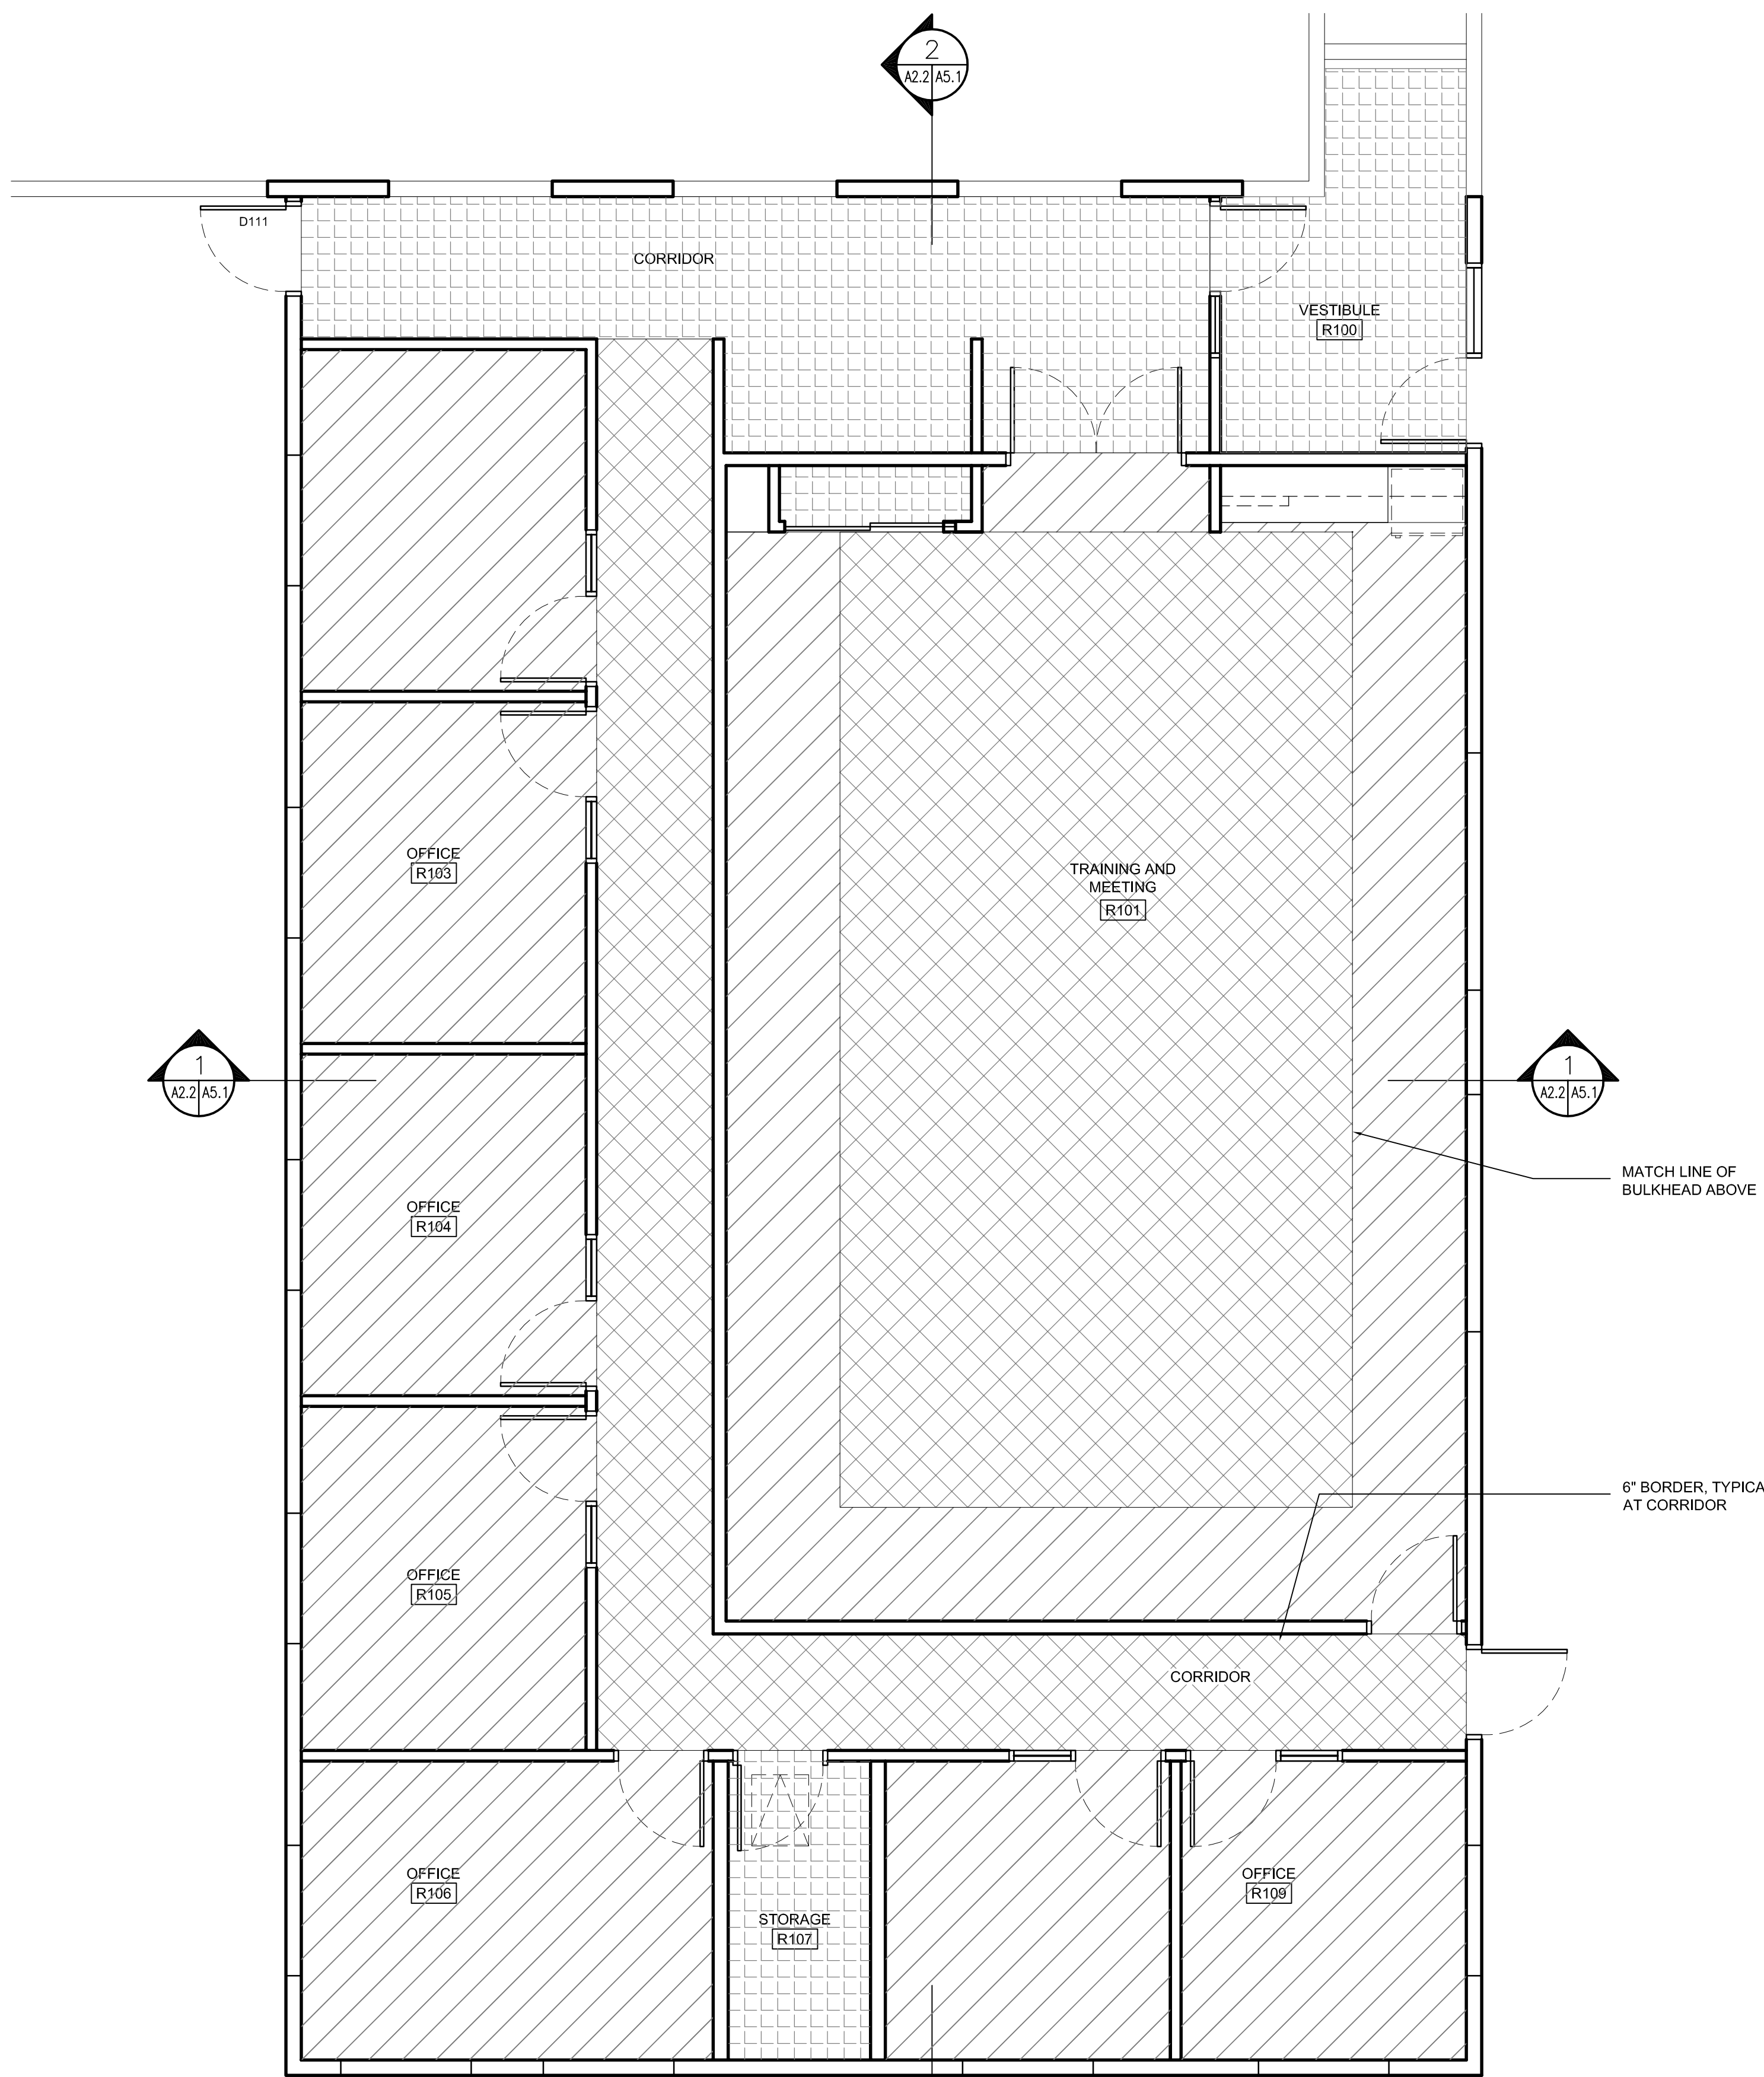 2
A2.2 A5.1
D111
CORRIDOR
VESTIBULE
R100
OFFICE
R103
TRAINING AND
MEETING
R101
1
A2.2 A5.1
1
A2.2 A5.1
MATCH LINE OF
BULKHEAD ABOVE
OFFICE
R104
6" BORDER, TYPICA
AT CORRIDOR
OFFICE
R105
CORRIDOR
OFFICE
R106
OFFICE
R109
STORAGE
R107